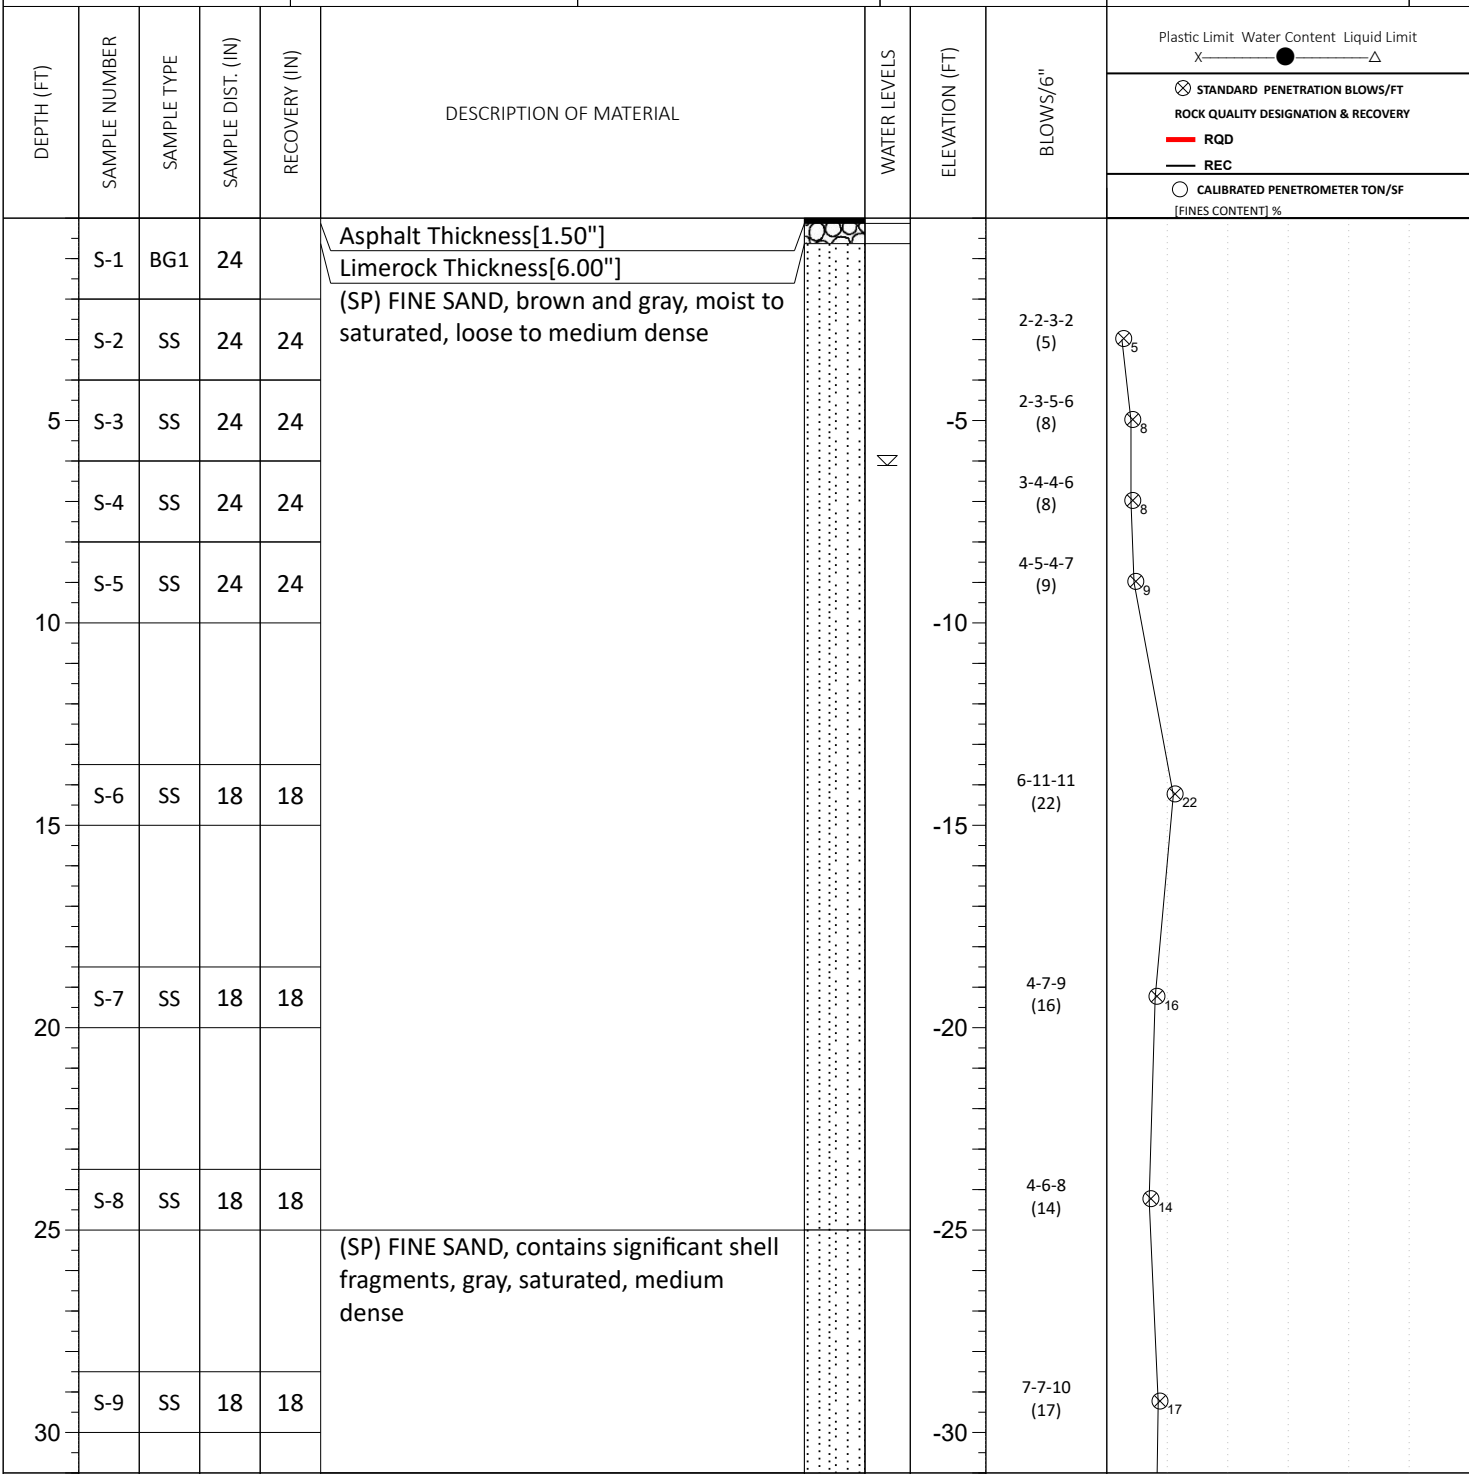 DEPTH (FT)
SAMPLE NUMBER
SAMPLE TYPE
SAMPLE DIST. (IN)
RECOVERY (IN)
DESCRIPTION OF MATERIAL
WATER LEVELS
ELEVATION (FT)
BLOWS/6"
Plastic Limit Water Content Liquid Limit
X
STANDARD PENETRATION BLOWS/FT
ROCK QUALITY DESIGNATION & RECOVERY
RQD
REC
CALIBRATED PENETROMETER TON/SF
[FINES CONTENT] %
Asphalt Thickness[1.50"]
S-1 BG1 24
Limerock Thickness[6.00"]
(SP) FINE SAND, brown and gray, moist to
saturated, loose to medium dense
S-2 SS 24 24
2-2-3-2
(5)
5
5 S-3 SS 24 24
-5
2-3-5-6
(8)
8
S-4 SS 24 24
3-4-4-6
(8)
8
S-5 SS 24 24
4-5-4-7
(9)
9
10
-10
S-6 SS 18 18
6-11-11
(22)
22
15
-15
S-7 SS 18 18
4-7-9
(16)
16
20
-20
S-8 SS 18 18
4-6-8
(14)
14
25
-25
(SP) FINE SAND, contains significant shell
fragments, gray, saturated, medium
dense
S-9 SS 18 18
7-7-10
(17)
17
30
-30